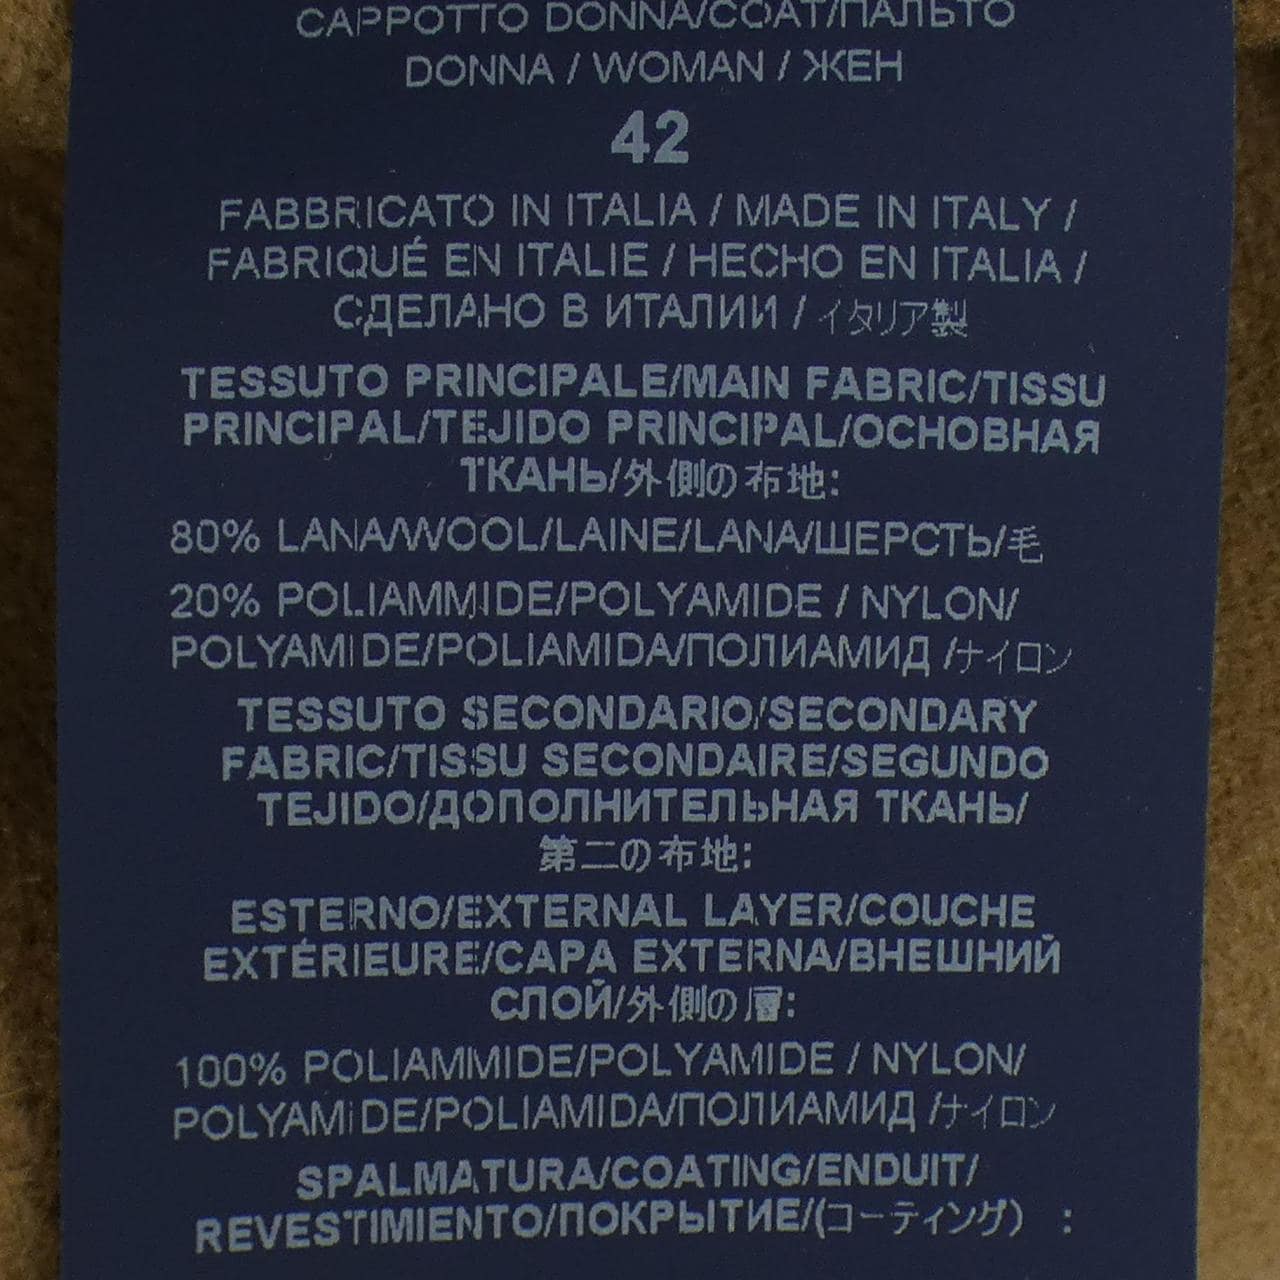 CAPPOTTO DONNA/COAT/ПАЛЬТО
DONNA / WOMAN / ЖЕН
42
FABBRICATO IN ITALIA / MADE IN ITALY /
FABRIQUÉ EN ITALIE / HECHO EN ITALIA /
СДЕЛАНО В ИТАЛИИ / イタリア製
TESSUTO PRINCIPALE/MAIN FABRIC/TISSU
PRINCIPAL/TEJIDO PRINCIPAL/ОСНОВНАЯ
ТКАНЬ/外側の布地:
80% LANA/WOOL/LAINE/LANA/ШЕРСТЬ/毛
20% POLIAMMIDE/POLYAMIDE / NYLON/
POLYAMIDE/POLIAMIDA/ПОЛИАМИД /ナイロン
TESSUTO SECONDARIO/SECONDARY
FABRIC/TISSU SECONDAIRE/SEGUNDO
TEJIDO/ДОПОЛНИТЕЛЬНАЯ ТКАНЬ/
第二の布地:
ESTERNO/EXTERNAL LAYER/COUCHE
EXTÉRIEURE/CAPA EXTERNA/ВНЕШНИЙ
СЛОЙ/外側の層:
100% POLIAMMIDE/POLYAMIDE / NYLON/
POLYAMIDE/POLIAMIDA/ПОЛИАМИД /ナイロン
SPALMATURA/COATING/ENDUIT/
REVESTIMIENTO/ПОКРЫТИЕ/(コーティング) :